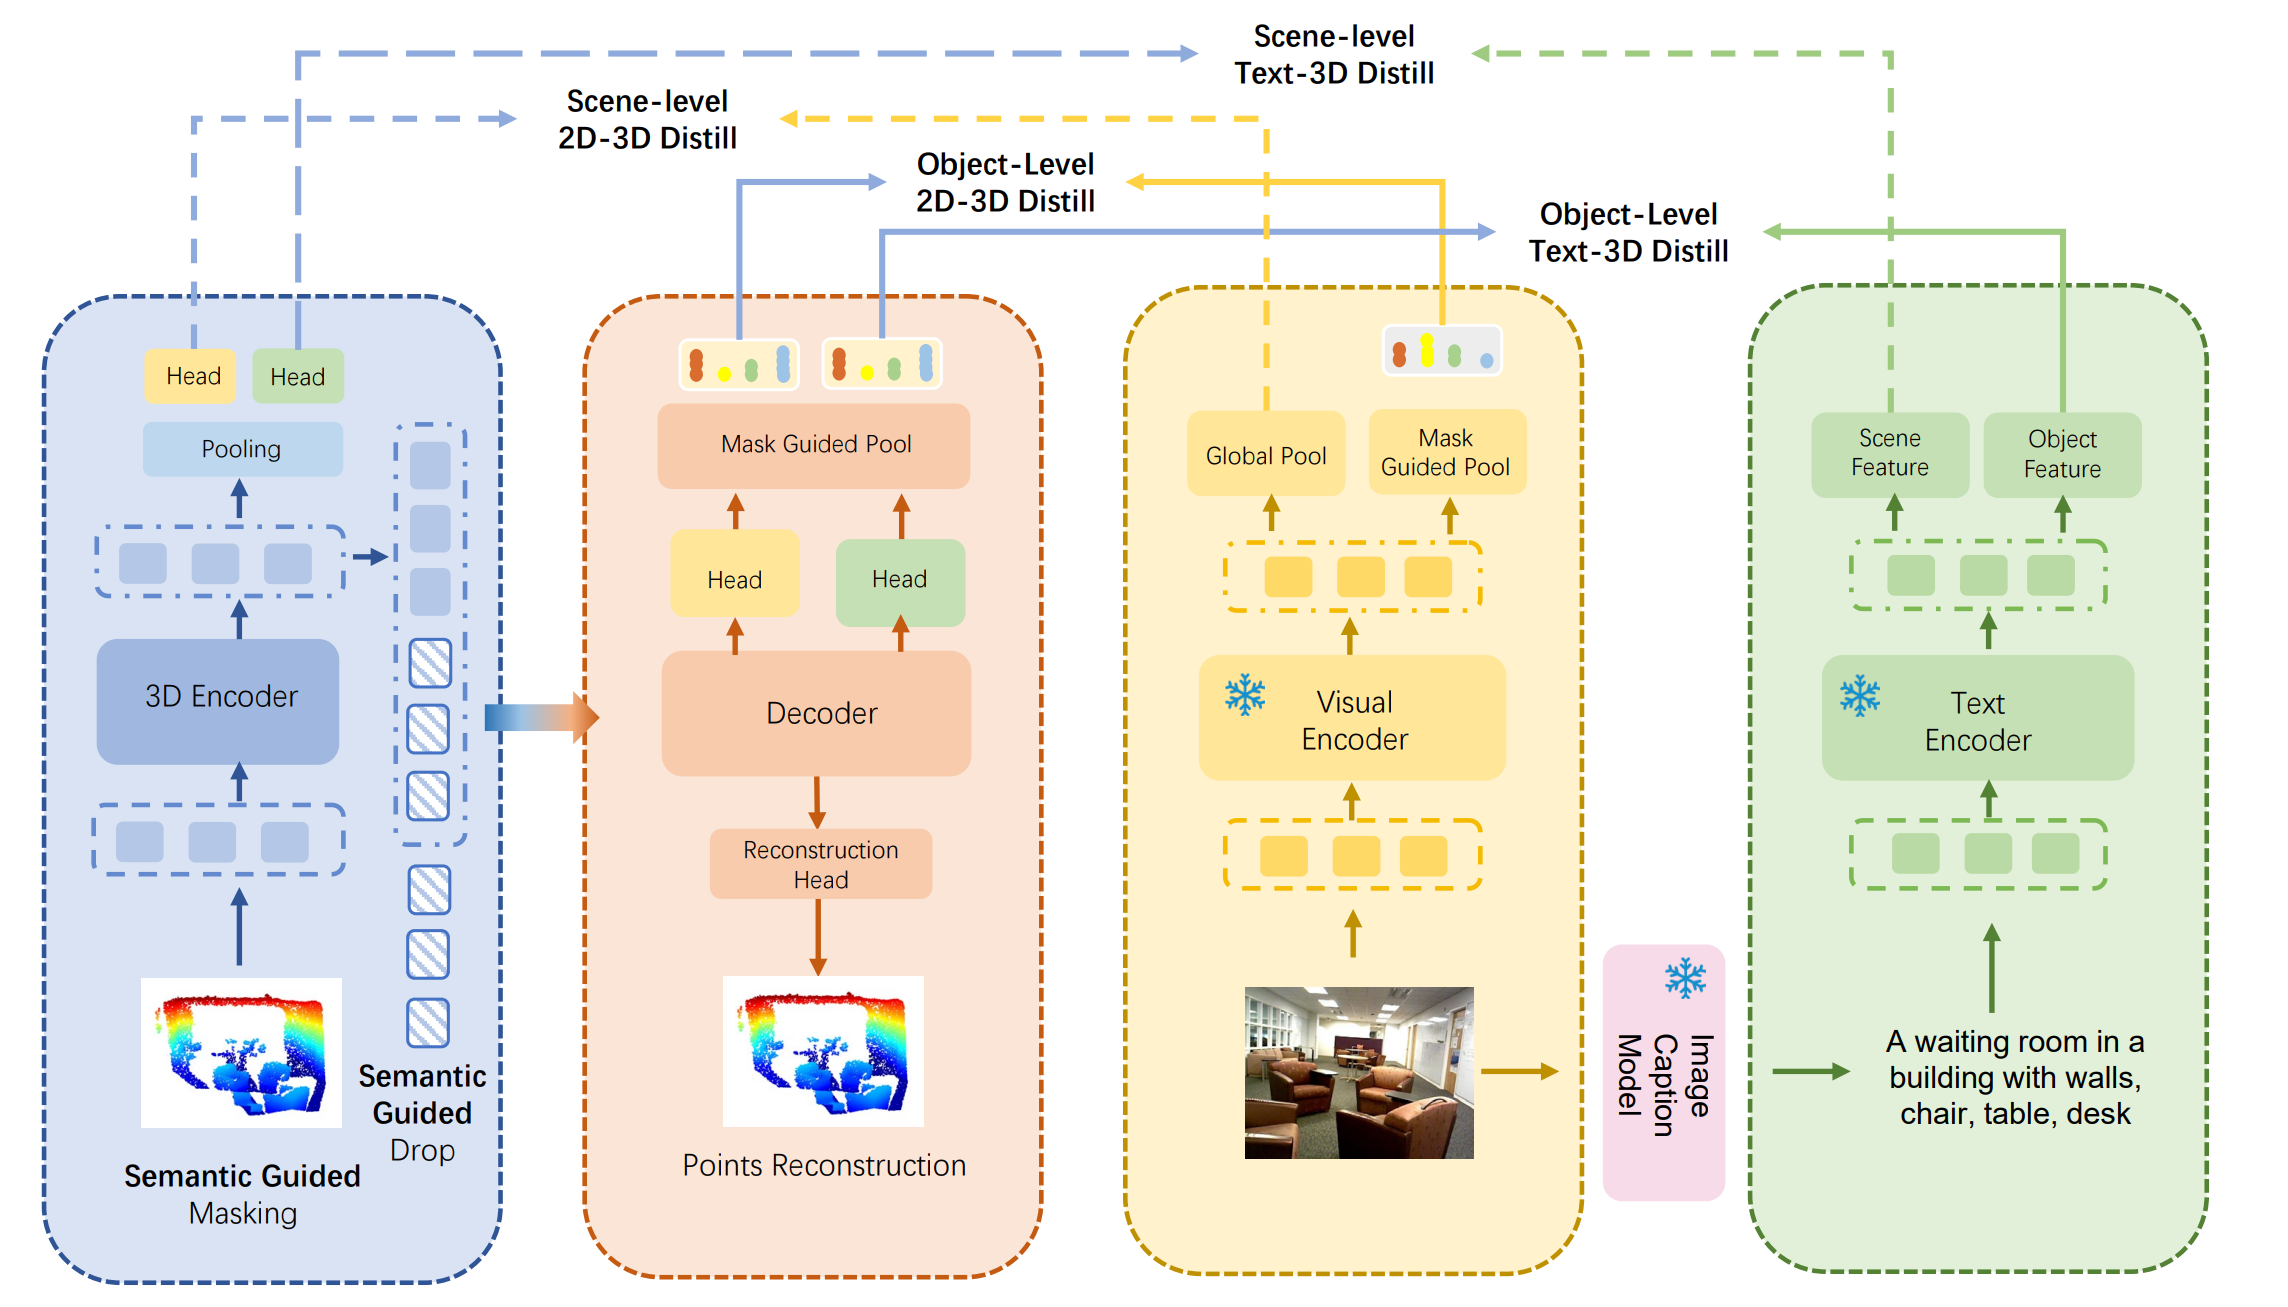 Scene-level
Text-3D Distill
Scene-level
2D-3D Distill
Object-Level
2D-3D Distill
Object-Level
Text-3D Distill
Head
Head
Pooling
3D Encoder
Semantic Guided
Masking
Semantic
Guided
Drop
Mask Guided Pool
Head
Head
Decoder
Reconstruction
Head
Points Reconstruction
Global Pool
Mask
Guided Pool
Visual
Encoder
Image
Caption
Model
Scene
Feature
Object
Feature
Text
Encoder
A waiting room in a
building with walls,
chair, table, desk